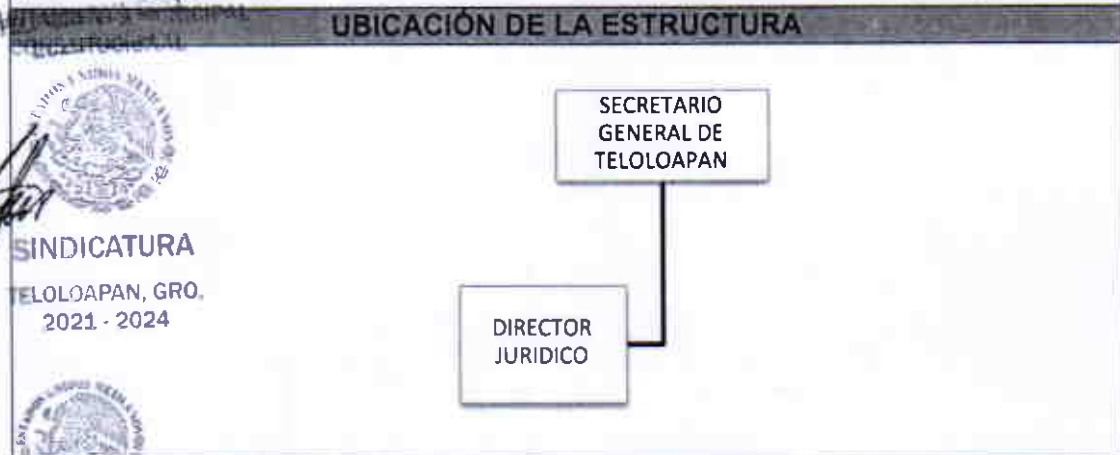 UBICACIÓN DE LA ESTRUCTURA
SECRETARIO
GENERAL DE
TELOLOAPAN
SINDICATURA
TELOLOAPAN, GRO.
2021 - 2024
DIRECTOR
JURIDICO